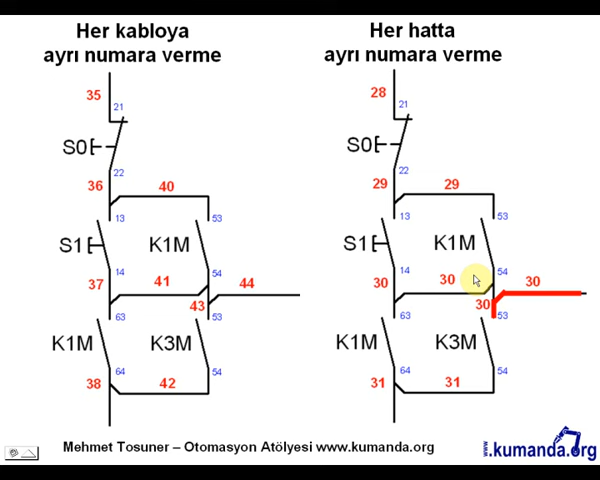 Her kabloya
ayrı numara verme
35
21
S0
22
36
40
13
53
S1
K1M
14
54
37
41
44
43
63
53
K1M
K3M
64
54
38
42
Her hatta
ayrı numara verme
28
21
S0
22
29
29
13
53
S1
K1M
14
54
30
30
30
30
63
53
K1M
K3M
64
54
31
31
Mehmet Tosuner – Otomasyon Atölyesi www.kumanda.org
www.kumanda.org